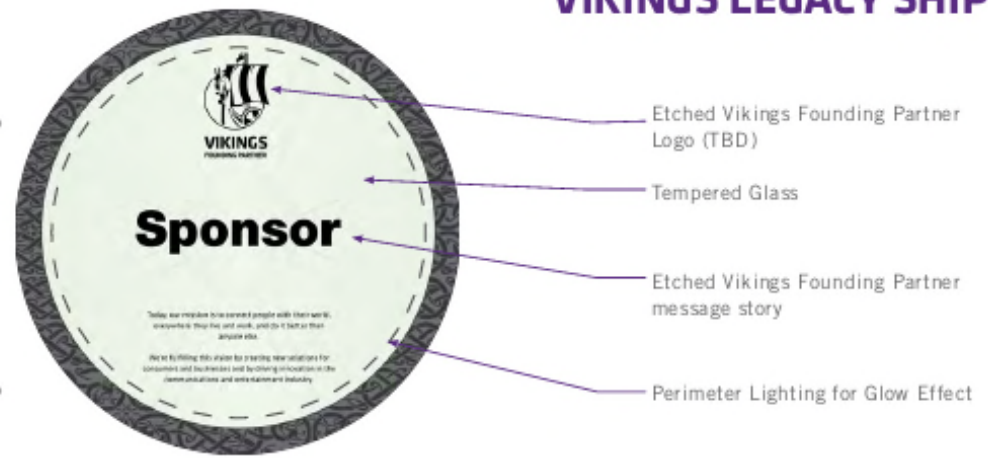 VIKINGS LEGACY SHIP
VIKINGS
FOUNDING PARTNER
Sponsor
Today our mission is to connect people with their world,
everywhere they live and work, and do it better than
anyone else.
We're fulfilling this vision by creating new solutions for
consumers and businesses and by driving innovation in the
communications and entertainment industry.
Etched Vikings Founding Partner
Logo (TBD)
Tempered Glass
Etched Vikings Founding Partner
message story
Perimeter Lighting for Glow Effect